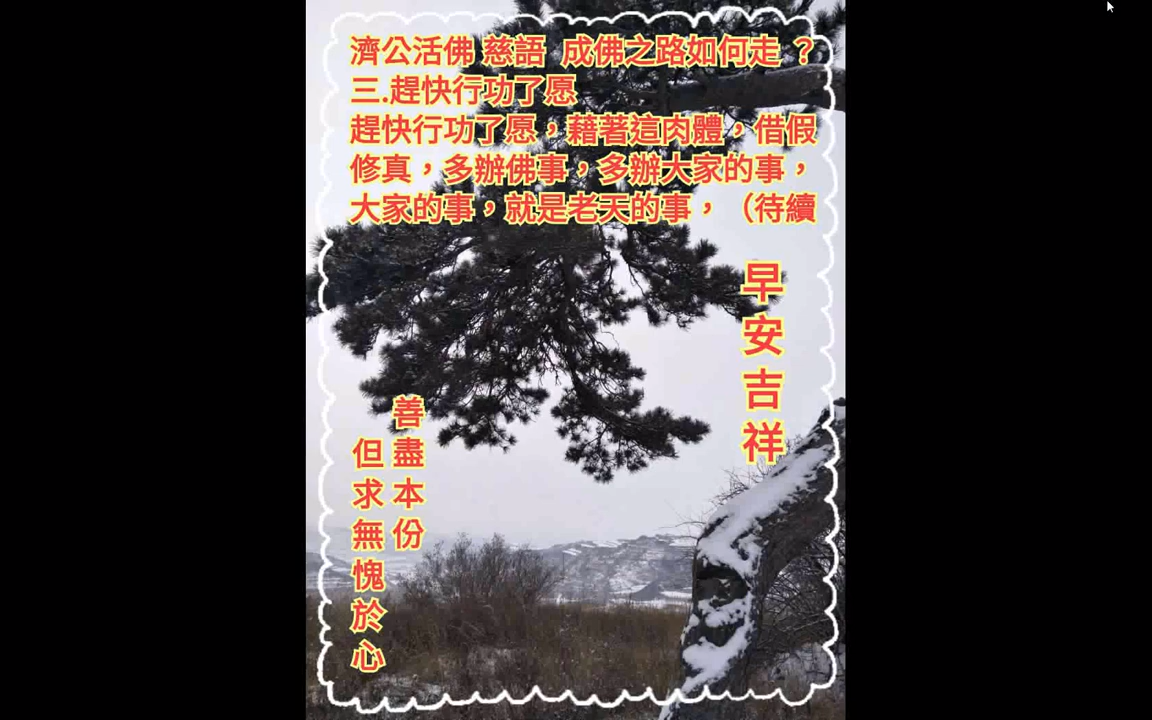 濟公活佛 慈語 成佛之路如何走 ？
三.趕快行功了愿
趕快行功了愿，藉著這肉體，借假
修真，多辦佛事，多辦大家的事，
大家的事，就是老天的事，（待續
早安吉祥
善盡本份
但求無愧於心